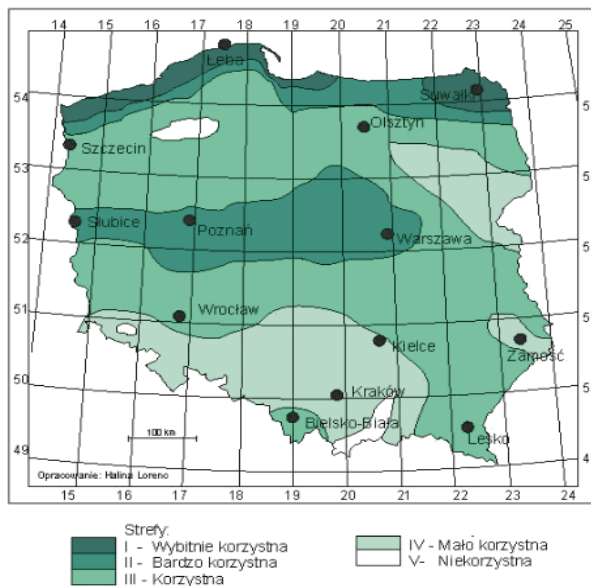 14 15 16 17 18 19 20 21 22 23 24 25
Łeba
54
Suwałki
Olsztyn
Szczecin
53
Słubice
Poznań
Warszawa
52
Wrocław
51
Kielce
Zamość
50
Kraków
Bielsko-Biała
Lesko
100 km
49
Opracowanie: Halina Lorenc
15 16 17 18 19 20 21 22 23 24
Strefy:
I - Wybitnie korzystna
II - Bardzo korzystna
III - Korzystna
IV - Mało korzystna
V- Niekorzystna